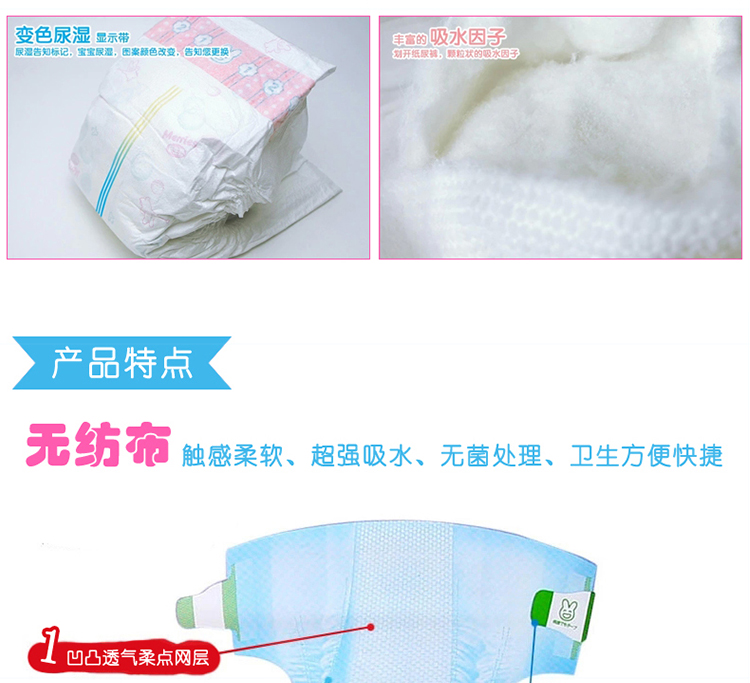 变色尿湿 显示带
尿湿告知标记，宝宝尿湿，图案颜色改变，告知您更换
丰富的 吸水因子
划开纸尿裤，颗粒状的吸水因子
产品特点
无纺布 触感柔软、超强吸水、无菌处理、卫生方便快捷
1 凹凸透气柔点网层